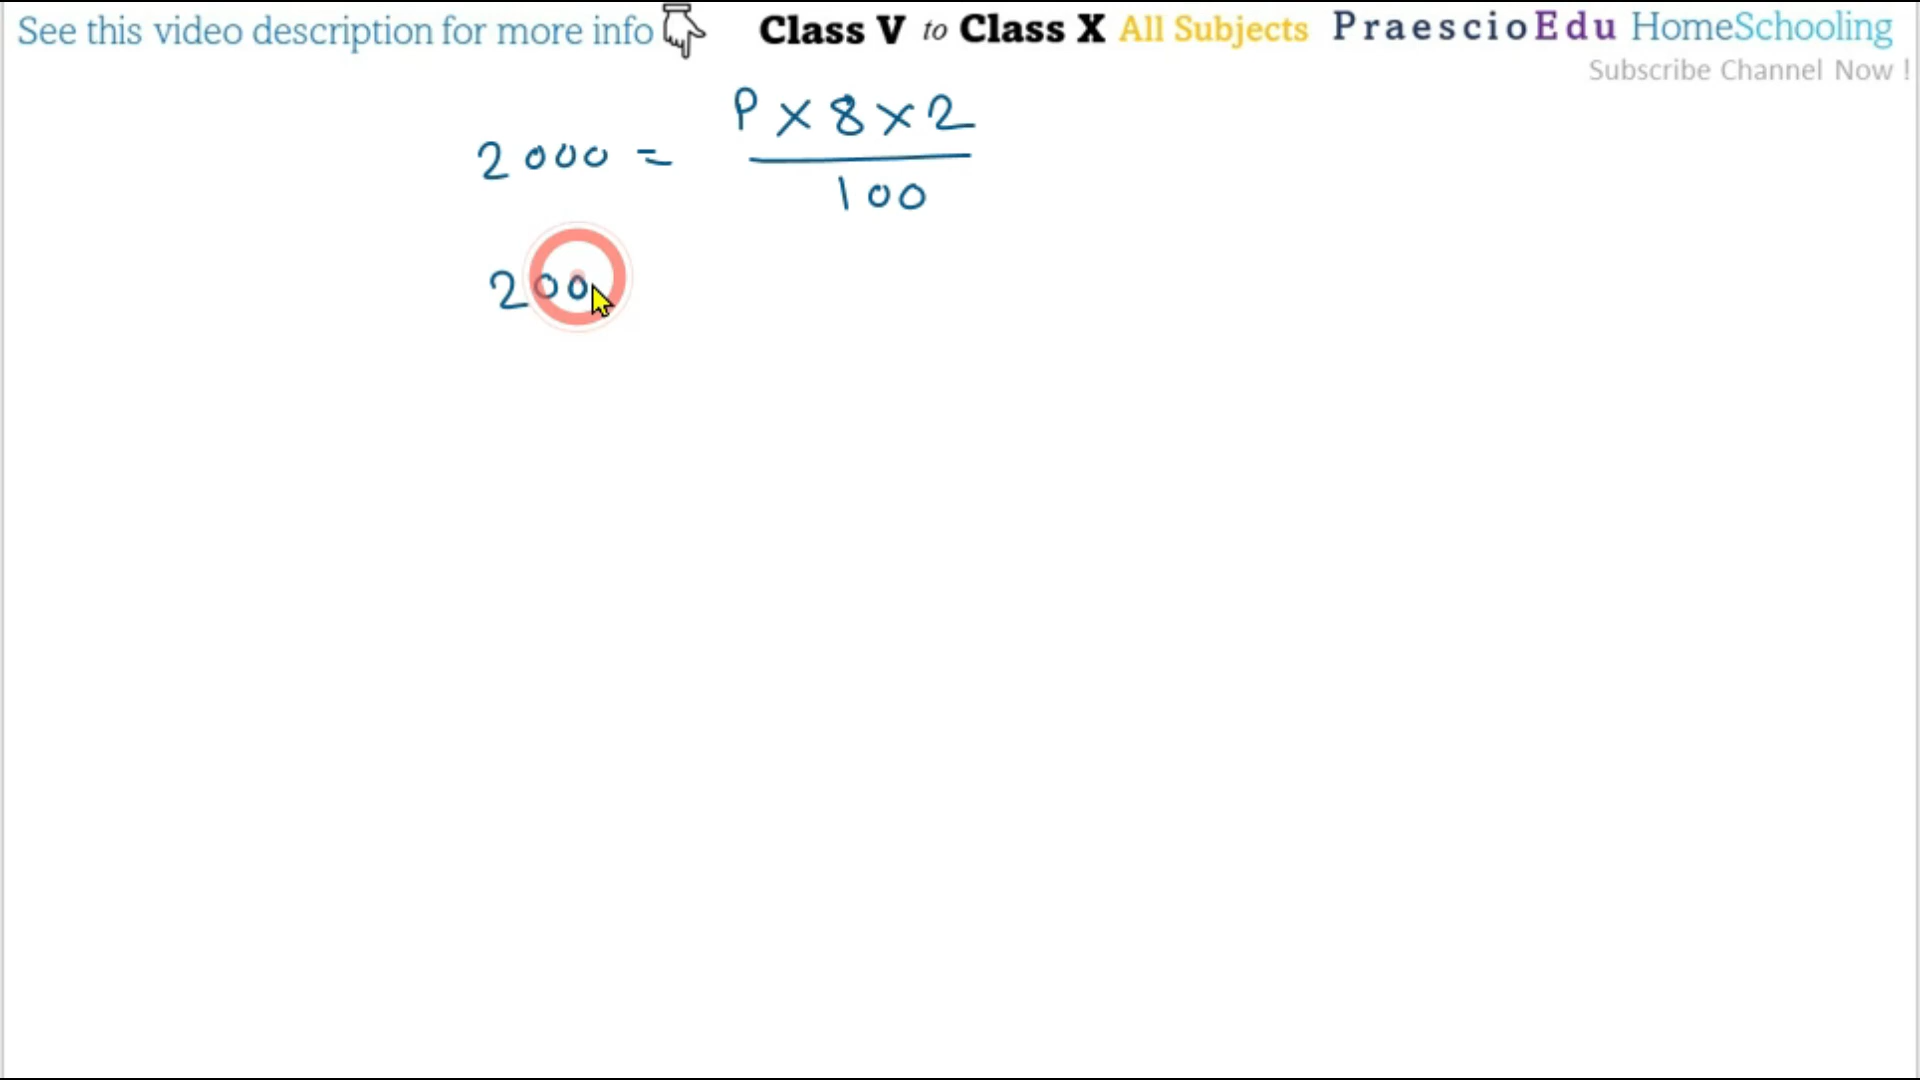 See this video description for more info Class V to Class X All Subjects PraescioEdu HomeSchooling
Subscribe Channel Now !
2000 = P × 8 × 2 / 100
200